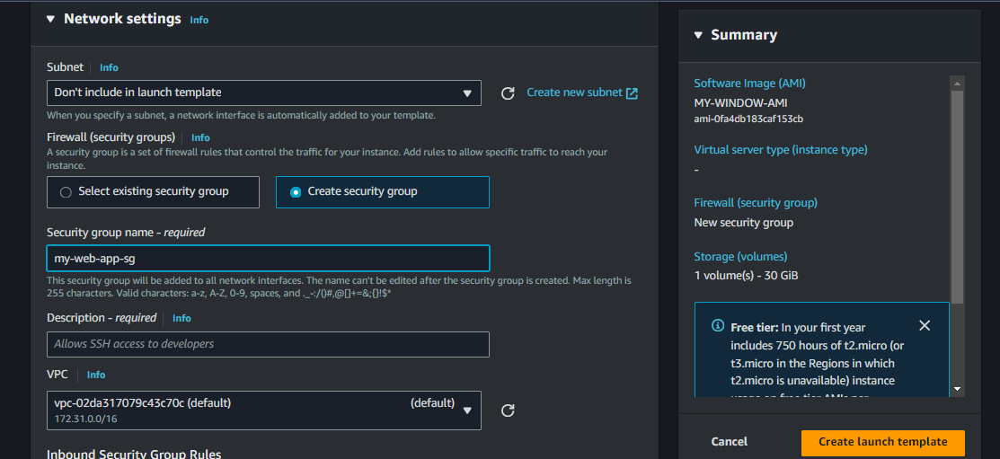 Network settings Info
Subnet Info
Don't include in launch template
Create new subnet
When you specify a subnet, a network interface is automatically added to your template.
Firewall (security groups) Info
A security group is a set of firewall rules that control the traffic for your instance. Add rules to allow specific traffic to reach your
instance.
Select existing security group
Create security group
Security group name - required
my-web-app-sg
This security group will be added to all network interfaces. The name can't be edited after the security group is created. Max length is
255 characters. Valid characters: a-z, A-Z, 0-9, spaces, and ._-:/()#,@[]+=&;{}!$*
Description - required Info
Allows SSH access to developers
VPC Info
vpc-02da317079c43c70c (default) (default)
172.31.0.0/16
Inbound Security Group Rules
Summary
Software Image (AMI)
MY-WINDOW-AMI
ami-0fa4db183caf153cb
Virtual server type (instance type)
-
Firewall (security group)
New security group
Storage (volumes)
1 volume(s) - 30 GiB
Free tier: In your first year
includes 750 hours of t2.micro (or
t3.micro in the Regions in which
t2.micro is unavailable) instance
usage on free tier AMIs per
Cancel
Create launch template